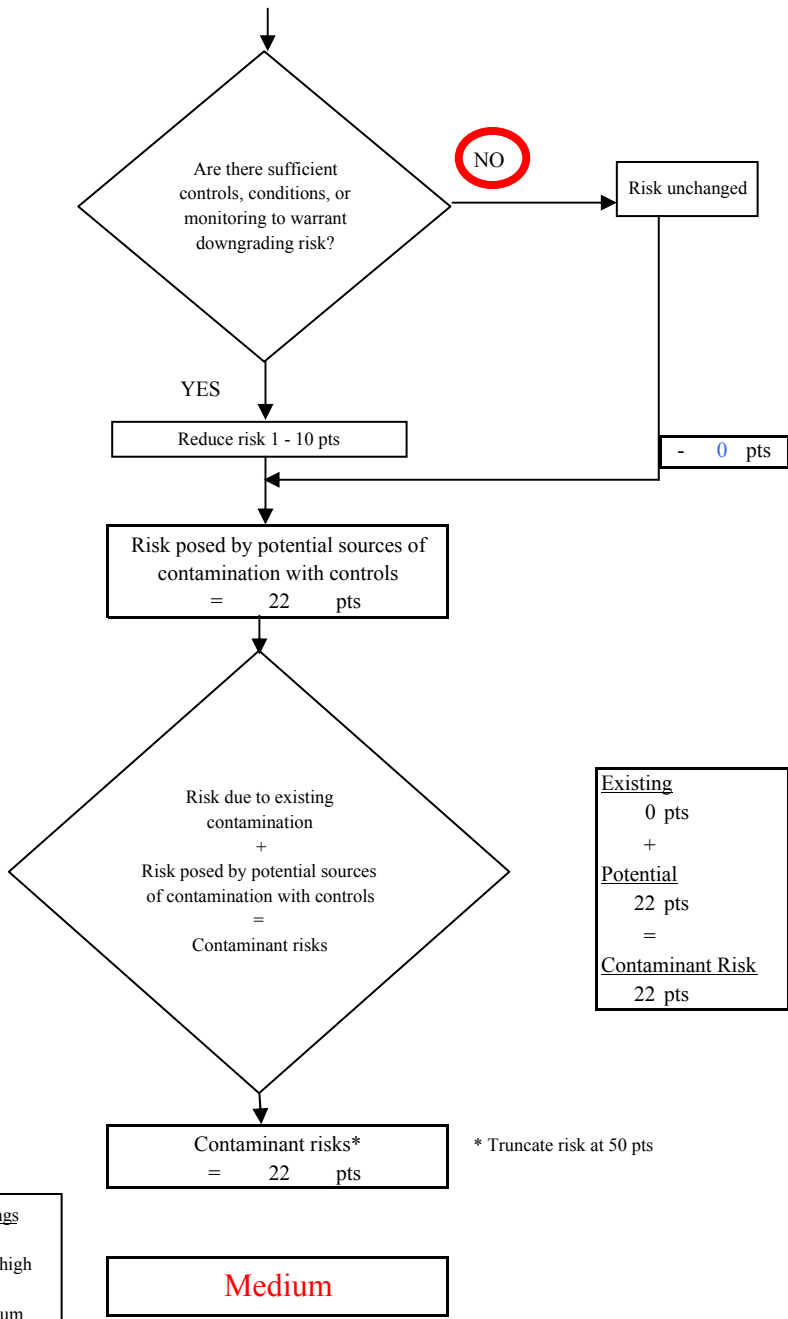 Are there sufficient
controls, conditions, or
monitoring to warrant
downgrading risk?
NO
Risk unchanged
YES
Reduce risk 1 - 10 pts
- 0 pts
Risk posed by potential sources of
contamination with controls
= 22 pts
Risk due to existing
contamination
+
Risk posed by potential sources
of contamination with controls
=
Contaminant risks
Existing
0 pts
+
Potential
22 pts
=
Contaminant Risk
22 pts
Contaminant risks*
= 22 pts
* Truncate risk at 50 pts
high
Medium